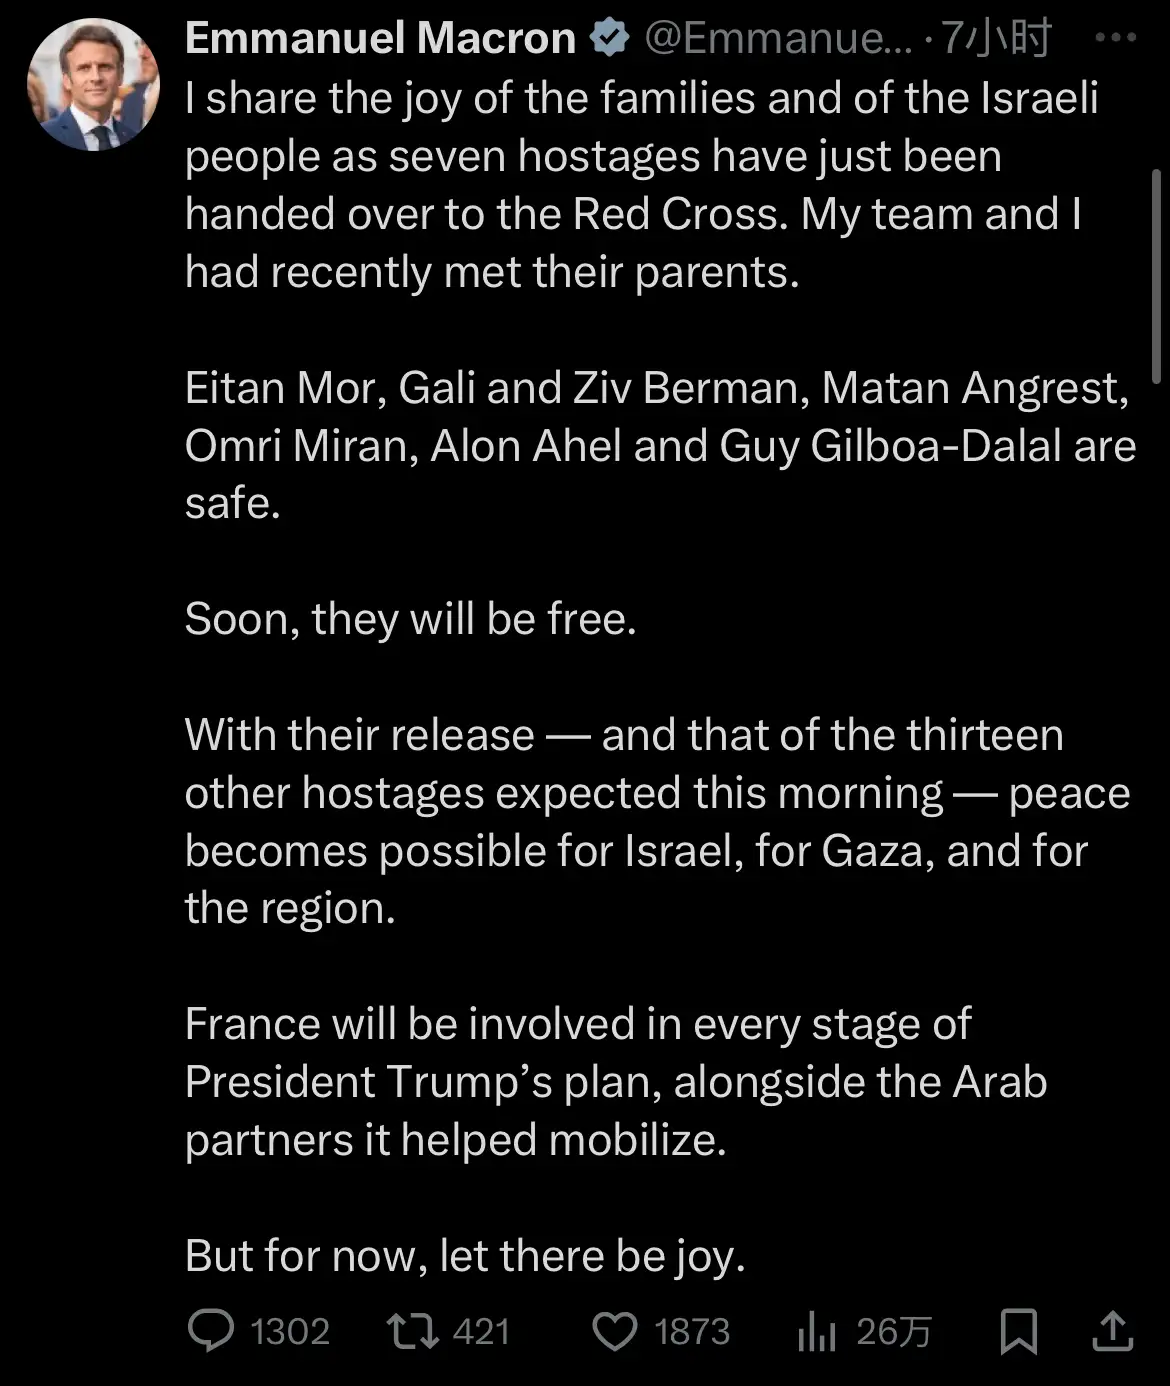 Emmanuel Macron @Emmanue... · 7小时
I share the joy of the families and of the Israeli
people as seven hostages have just been
handed over to the Red Cross. My team and I
had recently met their parents.
Eitan Mor, Gali and Ziv Berman, Matan Angrest,
Omri Miran, Alon Ahel and Guy Gilboa-Dalal are
safe.
Soon, they will be free.
With their release — and that of the thirteen
other hostages expected this morning — peace
becomes possible for Israel, for Gaza, and for
the region.
France will be involved in every stage of
President Trump’s plan, alongside the Arab
partners it helped mobilize.
But for now, let there be joy.
1302 421 1873 26万